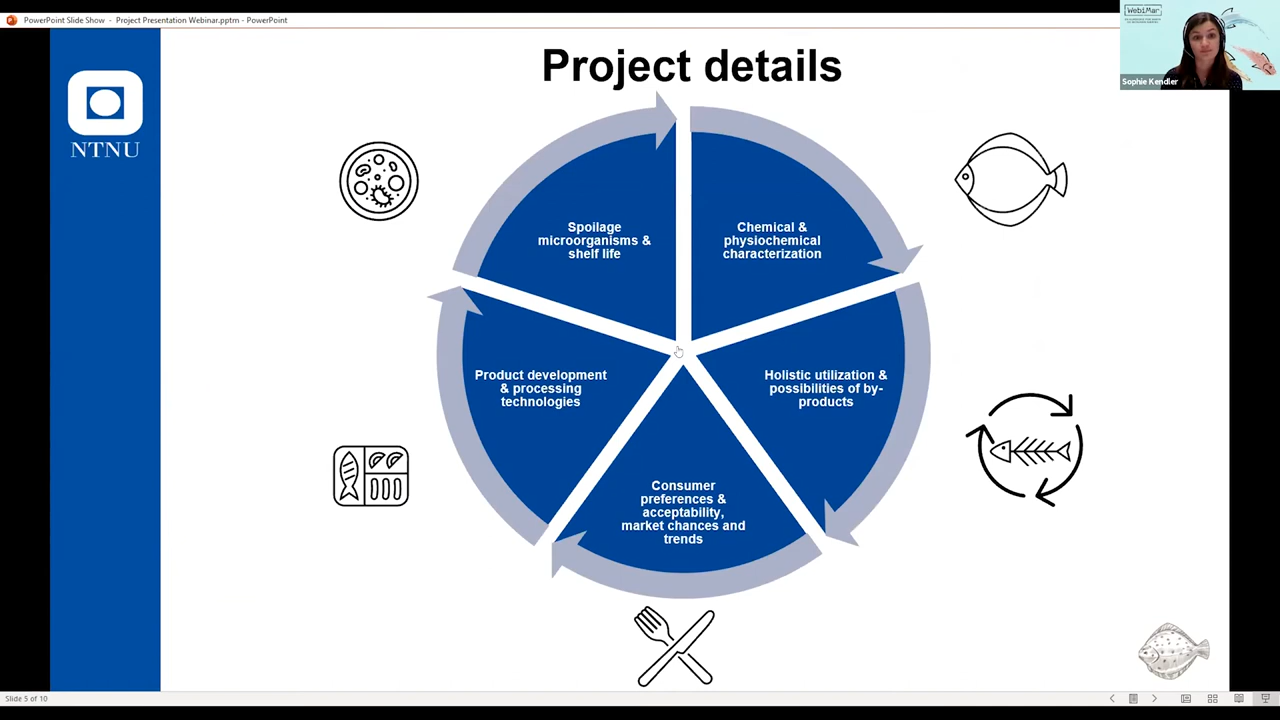 PowerPoint Slide Show - Project Presentation Webinar.pptm - PowerPoint
WebiMar
Sophie Kendler
NTNU
Project details
Spoilage
microorganisms &
shelf life
Chemical &
physiochemical
characterization
Product development
& processing
technologies
Holistic utilization &
possibilities of by-
products
Consumer
preferences &
acceptability,
market chances and
trends
Slide 5 of 10